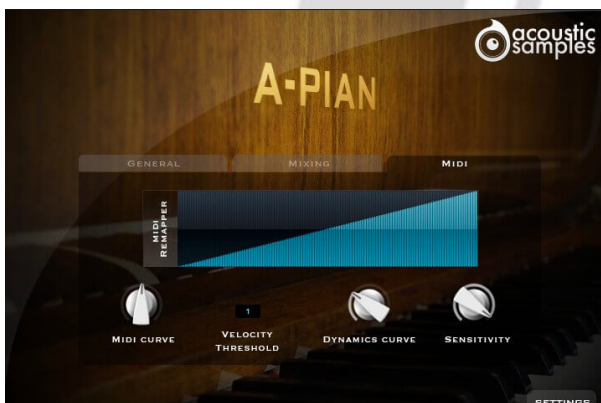 acoustic
samples
A-PIAN
GENERAL
MIXING
MIDI
MIDI
REMAPPER
1
MIDI CURVE
VELOCITY
THRESHOLD
DYNAMICS CURVE
SENSITIVITY
SETTINGS